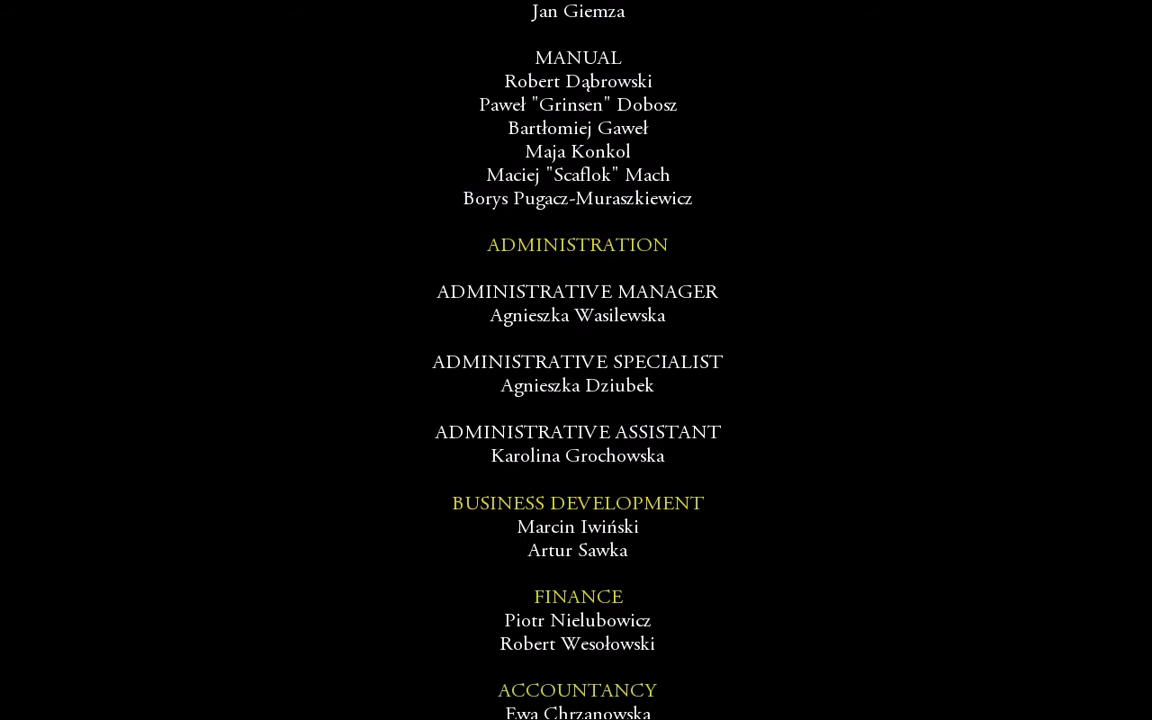 Jan Giemza
MANUAL
Robert Dąbrowski
Paweł "Grinsen" Dobosz
Bartłomiej Gaweł
Maja Konkol
Maciej "Scaflok" Mach
Borys Pugacz-Muraszkiewicz
ADMINISTRATION
ADMINISTRATIVE MANAGER
Agnieszka Wasilewska
ADMINISTRATIVE SPECIALIST
Agnieszka Dziubek
ADMINISTRATIVE ASSISTANT
Karolina Grochowska
BUSINESS DEVELOPMENT
Marcin Iwiński
Artur Sawka
FINANCE
Piotr Nielubowicz
Robert Wesołowski
ACCOUNTANCY
Ewa Chrzanowska